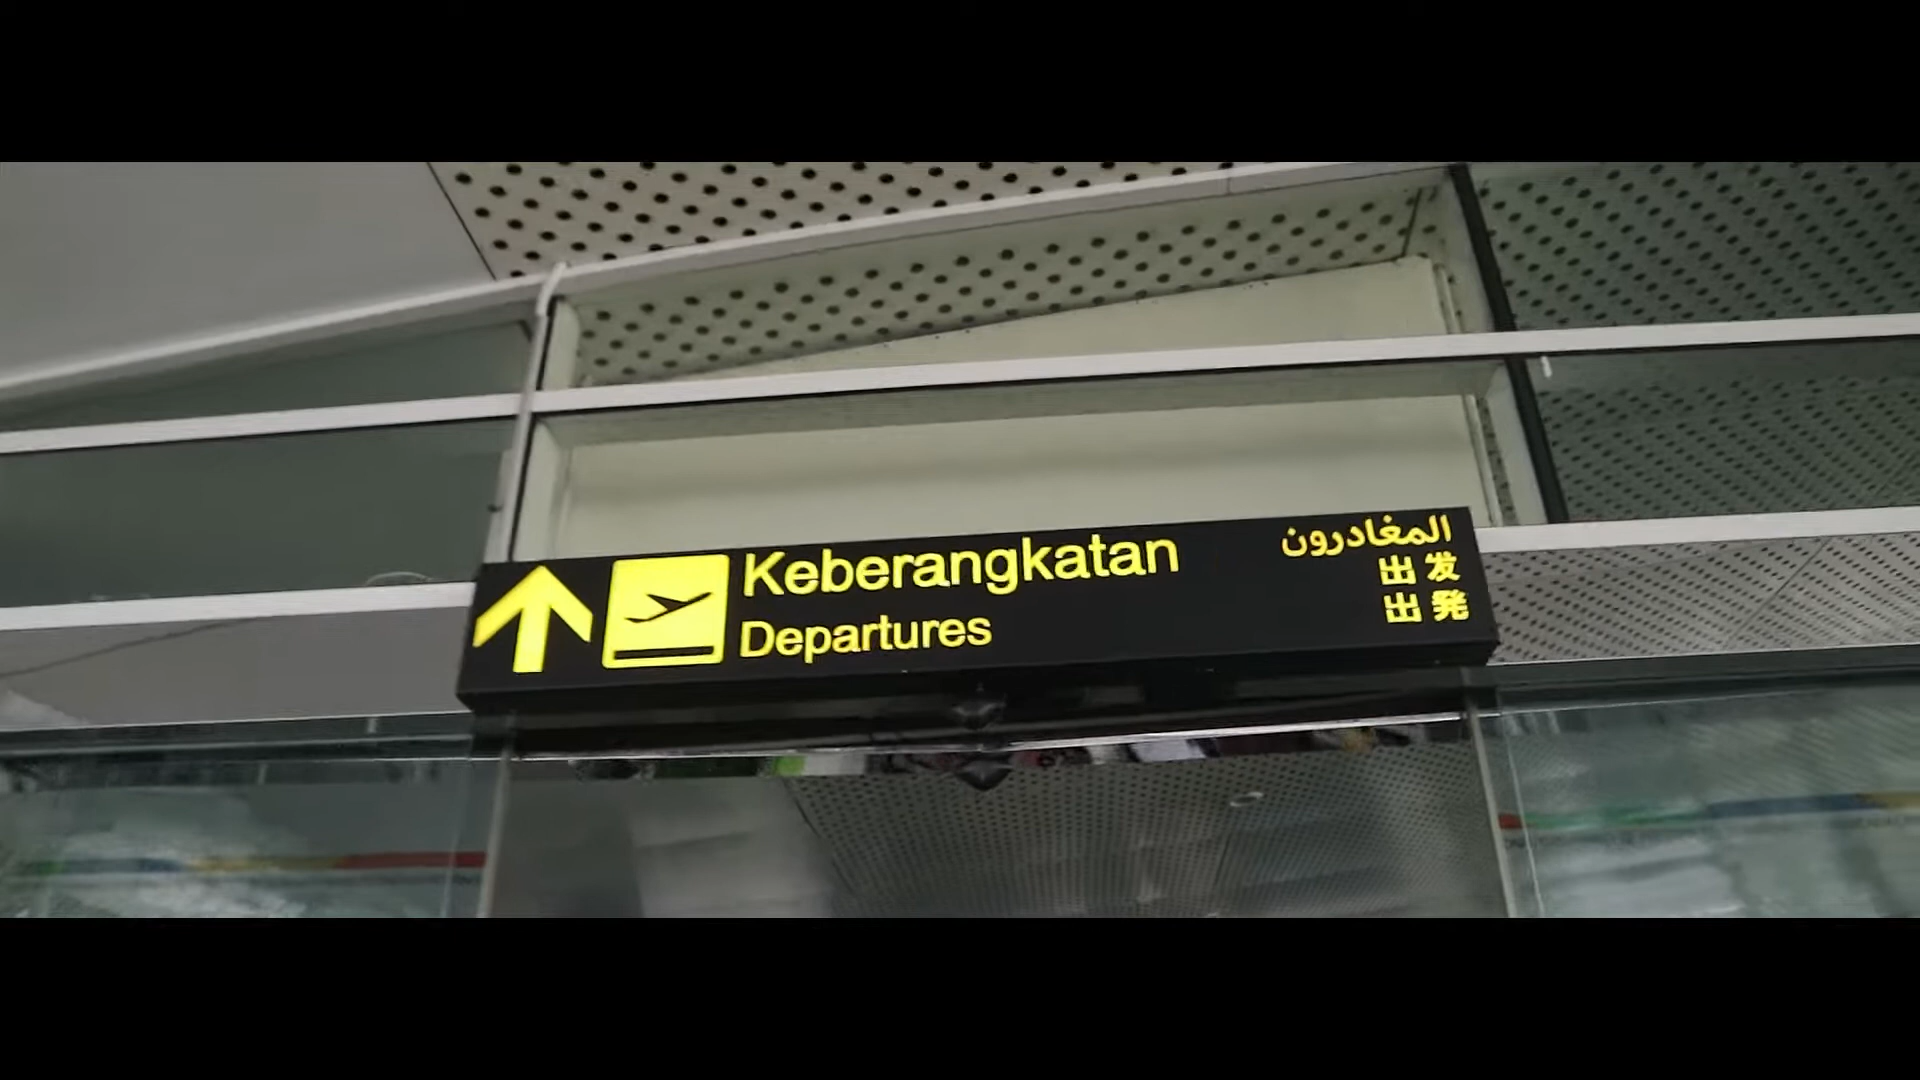 Keberangkatan
Departures
المغادرون
出发
出発